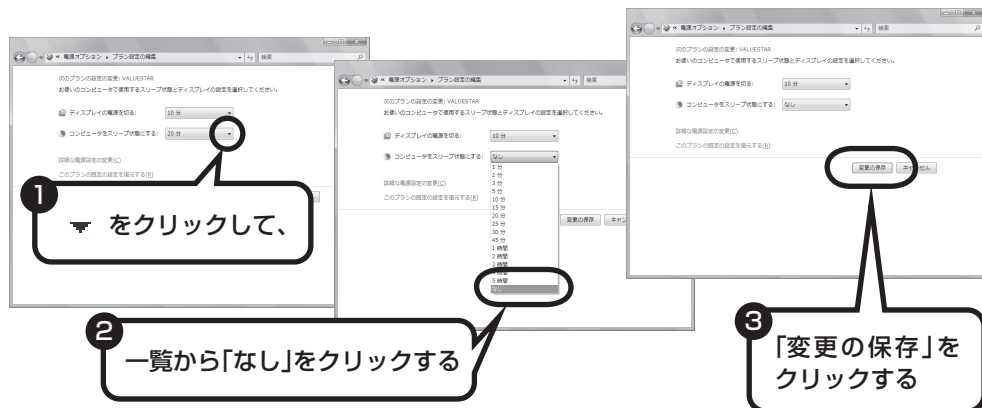 « 電源オプション ▸ プラン設定の編集
検索
次のプランの設定の変更: VALUESTAR
お使いのコンピュータで使用するスリープ状態とディスプレイの設定を選択してください。
ディスプレイの電源を切る: 10 分
コンピュータをスリープ状態にする: 20 分
詳細な電源設定の変更(C)
このプランの既定の設定を復元する(R)
1
をクリックして、
« 電源オプション ▸ プラン設定の編集
検索
次のプランの設定の変更: VALUESTAR
お使いのコンピュータで使用するスリープ状態とディスプレイの設定を選択してください。
ディスプレイの電源を切る: 10 分
コンピュータをスリープ状態にする: なし
1 分
2 分
3 分
5 分
10 分
15 分
20 分
25 分
30 分
45 分
1 時間
2 時間
3 時間
5 時間
なし
詳細な電源設定の変更(C)
このプランの既定の設定を復元する(R)
変更の保存 キャン
2
一覧から「なし」をクリックする
« 電源オプション ▸ プラン設定の編集
検索
次のプランの設定の変更: VALUESTAR
お使いのコンピュータで使用するスリープ状態とディスプレイの設定を選択してください。
ディスプレイの電源を切る: 10 分
コンピュータをスリープ状態にする: なし
詳細な電源設定の変更(C)
このプランの既定の設定を復元する(R)
変更の保存 キャンセル
3
「変更の保存」を
クリックする